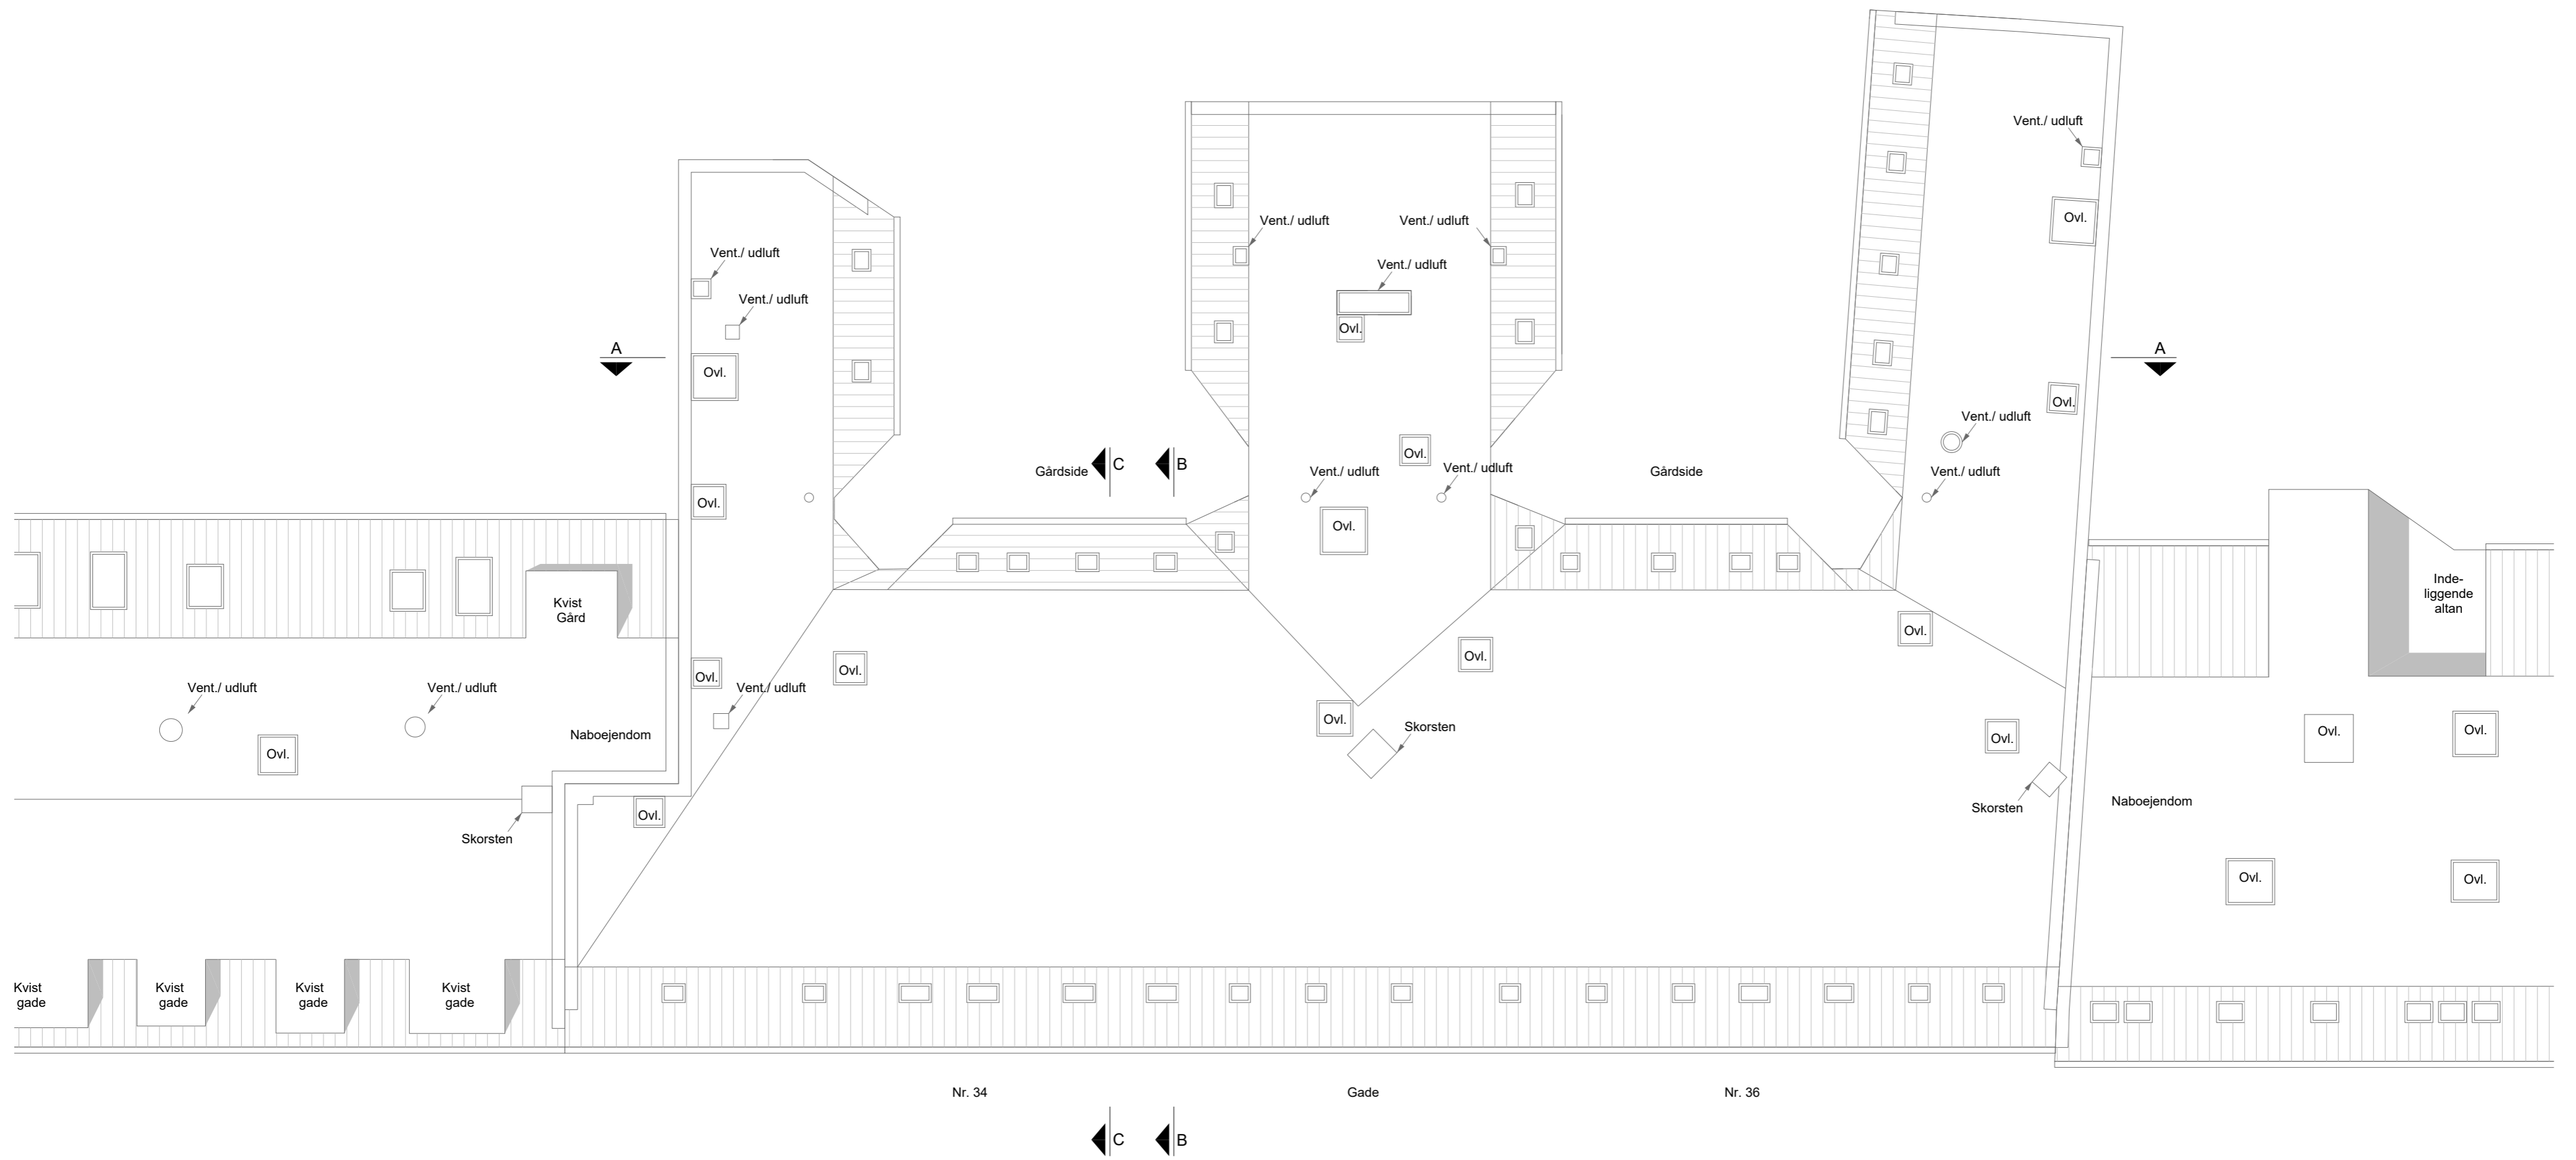 Vent./ udluft
Ovl.
Vent./ udluft
Vent./ udluft
Vent./ udluft
Vent./ udluft
Vent./ udluft
Vent./ udluft
Ovl.
A
A
Ovl.
Ovl.
Vent./ udluft
Ovl.
Gårdside
C
B
Vent./ udluft
Vent./ udluft
Gårdside
Vent./ udluft
Ovl.
Ovl.
Inde-
liggende
altan
Kvist
Gård
Ovl.
Ovl.
Ovl.
Ovl.
Vent./ udluft
Vent./ udluft
Vent./ udluft
Ovl.
Skorsten
Ovl.
Ovl.
Ovl.
Naboejendom
Ovl.
Skorsten
Naboejendom
Ovl.
Skorsten
Ovl.
Ovl.
Kvist
gade
Kvist
gade
Kvist
gade
Kvist
gade
Nr. 34
Gade
Nr. 36
C
B